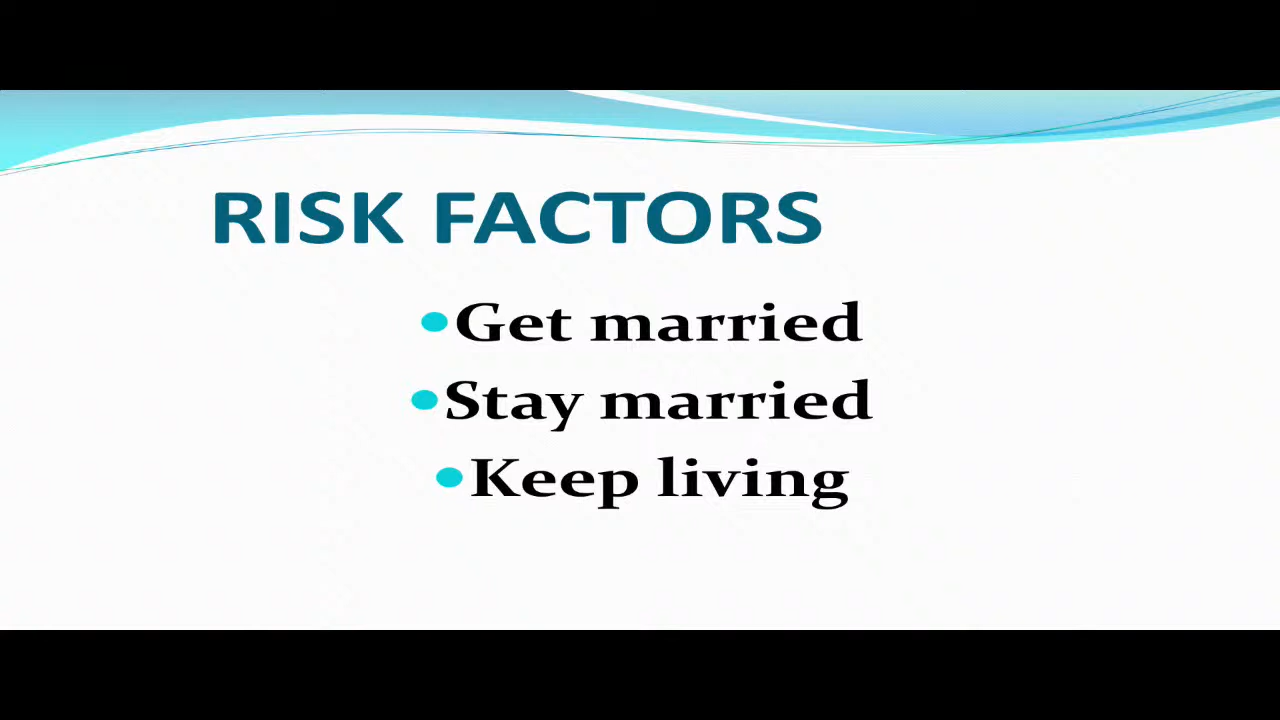 RISK FACTORS
•Get married
•Stay married
•Keep living